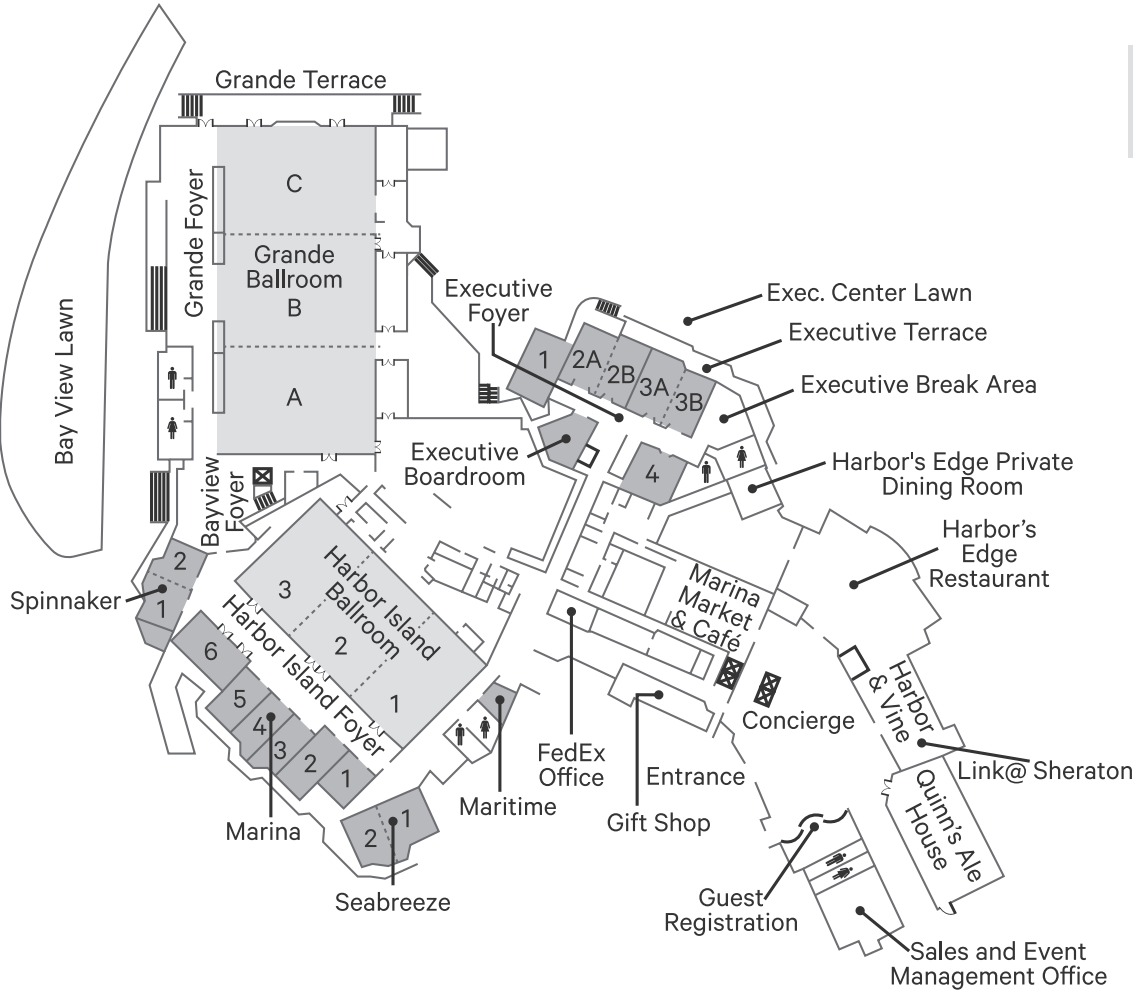 Grande Terrace
C
Grande Foyer
Grande
Ballroom
B
A
Bay View Lawn
Executive
Foyer
Exec. Center Lawn
Executive Terrace
1
2A
2B
3A
3B
Executive Break Area
Executive
Boardroom
4
Harbor's Edge Private
Dining Room
Bayview
Foyer
Harbor's
Edge
Restaurant
2
1
Spinnaker
Harbor Island
Ballroom
3
2
1
Harbor Island Foyer
Marina
Market
& Café
6
5
4
3
2
1
Marina
Harbor
& Vine
Concierge
FedEx
Office
Entrance
Gift Shop
Maritime
Link@ Sheraton
Quinn's Ale
House
1
2
Seabreeze
Guest
Registration
Sales and Event
Management Office